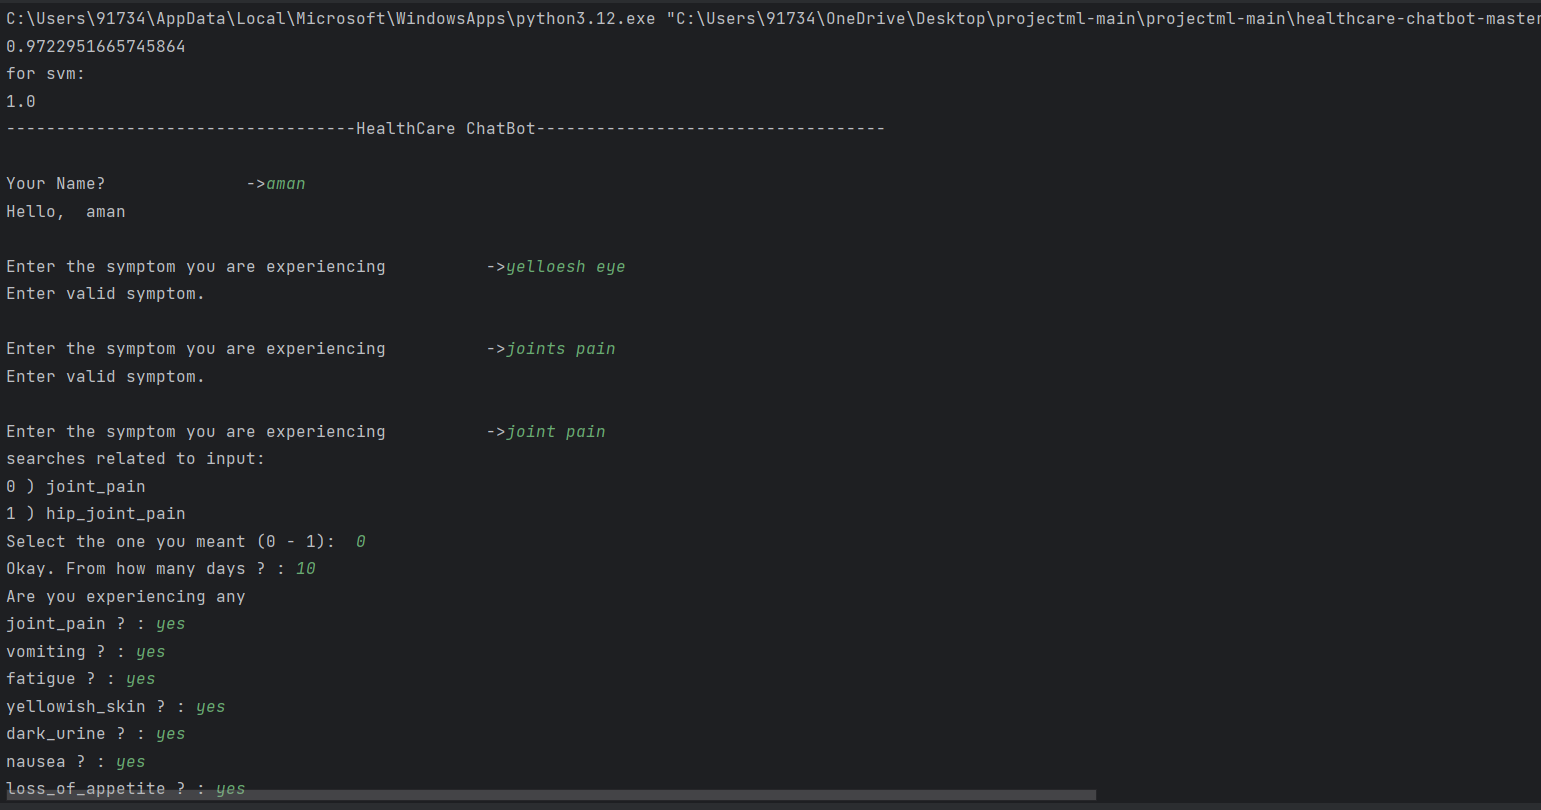 C:\Users\91734\AppData\Local\Microsoft\WindowsApps\python3.12.exe "C:\Users\91734\OneDrive\Desktop\projectml-main\projectml-main\healthcare-chatbot-master
0.9722951665745864
for svm:
1.0
-----------------------------------HealthCare ChatBot-----------------------------------
Your Name? ->aman
Hello, aman
Enter the symptom you are experiencing ->yelloesh eye
Enter valid symptom.
Enter the symptom you are experiencing ->joints pain
Enter valid symptom.
Enter the symptom you are experiencing ->joint pain
searches related to input:
0 ) joint_pain
1 ) hip_joint_pain
Select the one you meant (0 - 1): 0
Okay. From how many days ? : 10
Are you experiencing any
joint_pain ? : yes
vomiting ? : yes
fatigue ? : yes
yellowish_skin ? : yes
dark_urine ? : yes
nausea ? : yes
loss_of_appetite ? : yes